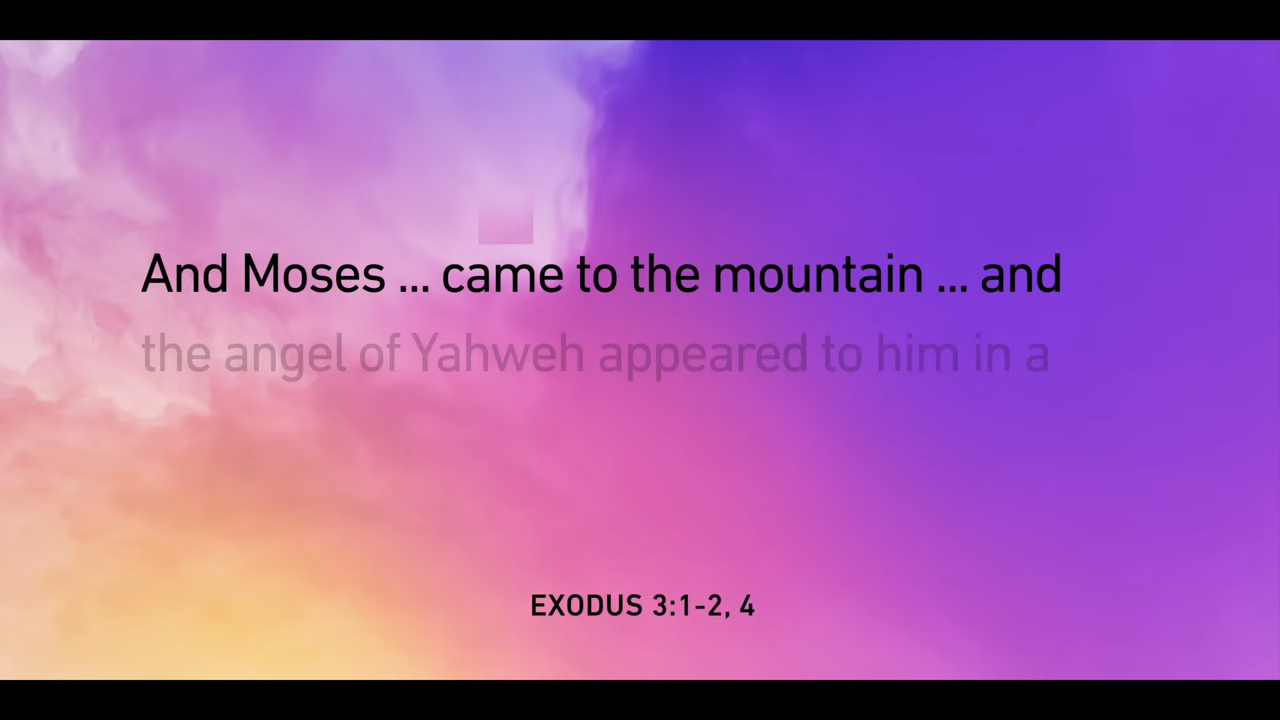 And Moses ... came to the mountain ... and
the angel of Yahweh appeared to him in a
EXODUS 3:1-2, 4